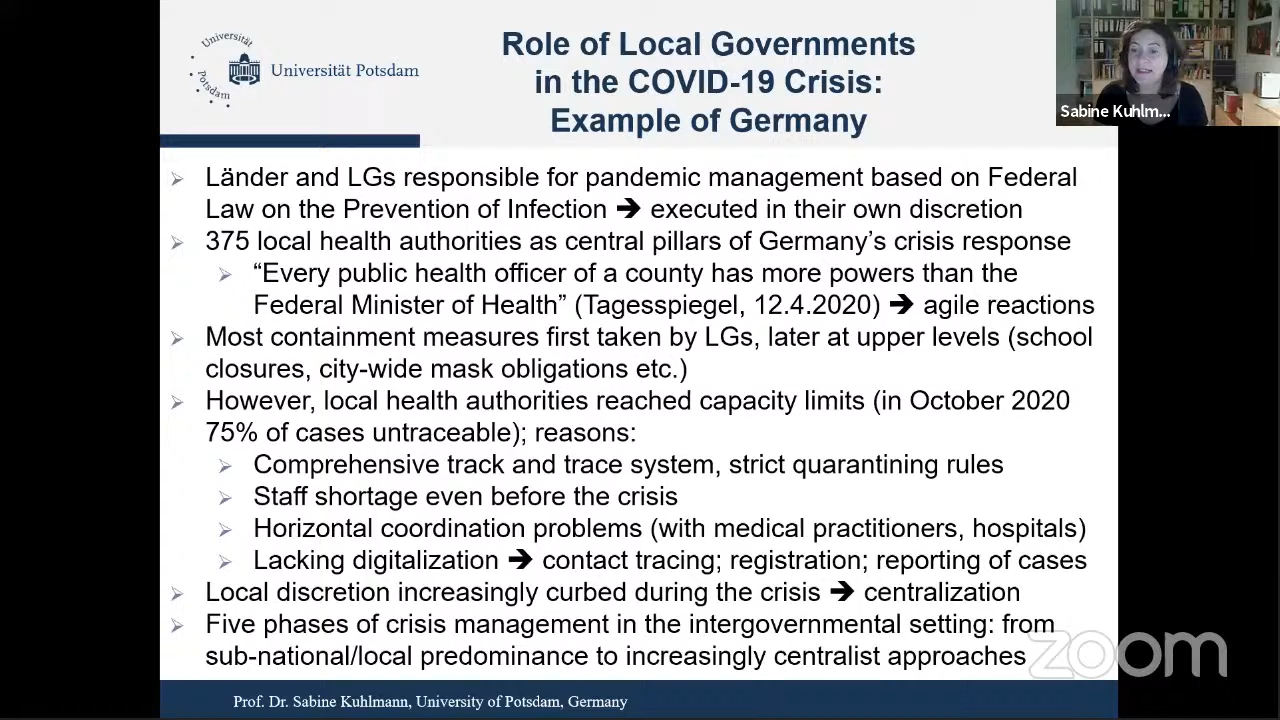 Universität
Potsdam
Universität Potsdam
Role of Local Governments
in the COVID-19 Crisis:
Example of Germany
Sabine Kuhlm...
Länder and LGs responsible for pandemic management based on Federal
Law on the Prevention of Infection ➔ executed in their own discretion
375 local health authorities as central pillars of Germany’s crisis response
“Every public health officer of a county has more powers than the
Federal Minister of Health” (Tagesspiegel, 12.4.2020) ➔ agile reactions
Most containment measures first taken by LGs, later at upper levels (school
closures, city-wide mask obligations etc.)
However, local health authorities reached capacity limits (in October 2020
75% of cases untraceable); reasons:
Comprehensive track and trace system, strict quarantining rules
Staff shortage even before the crisis
Horizontal coordination problems (with medical practitioners, hospitals)
Lacking digitalization ➔ contact tracing; registration; reporting of cases
Local discretion increasingly curbed during the crisis ➔ centralization
Five phases of crisis management in the intergovernmental setting: from
sub-national/local predominance to increasingly centralist approaches
zoom
Prof. Dr. Sabine Kuhlmann, University of Potsdam, Germany